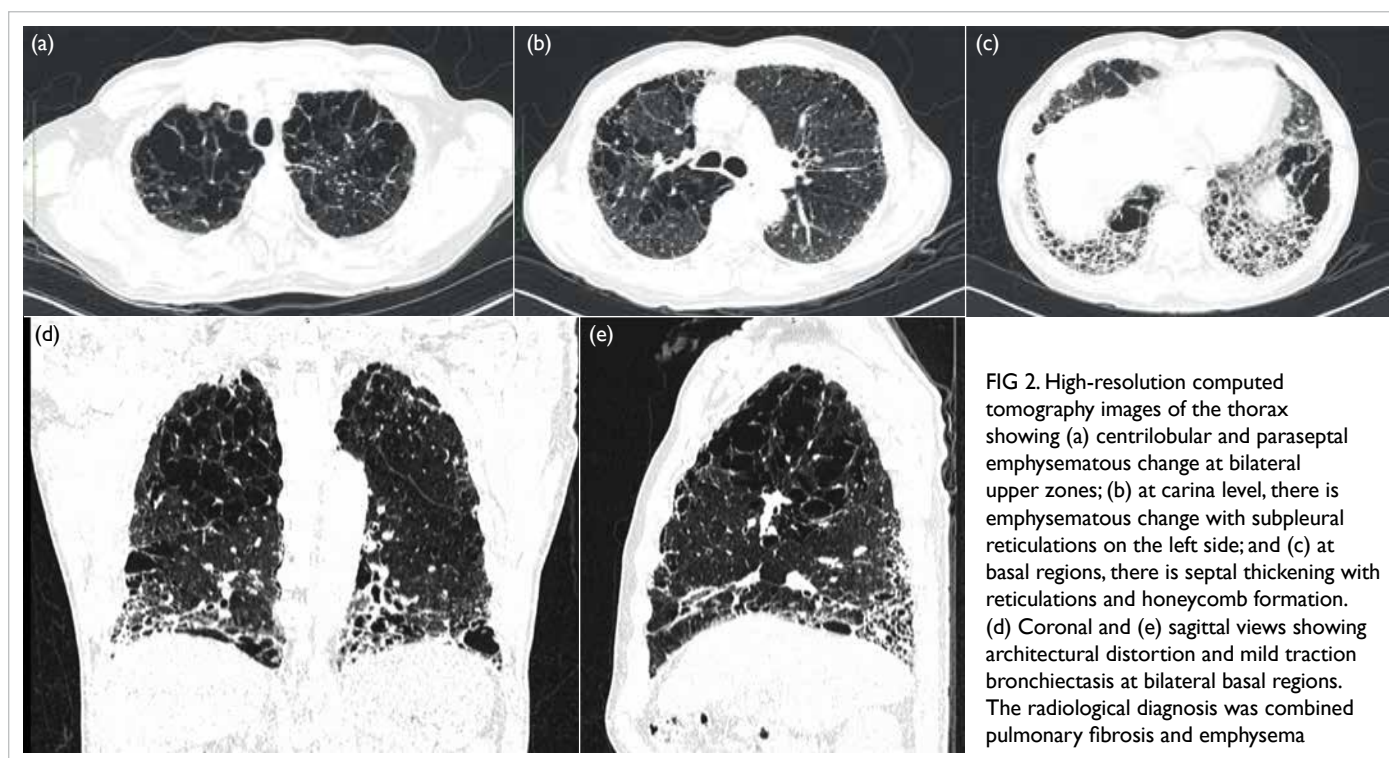 (a)
(b)
(c)
(d)
(e)
FIG 2. High-resolution computed
tomography images of the thorax
showing (a) centrilobular and paraseptal
emphysematous change at bilateral
upper zones; (b) at carina level, there is
emphysematous change with subpleural
reticulations on the left side; and (c) at
basal regions, there is septal thickening with
reticulations and honeycomb formation.
(d) Coronal and (e) sagittal views showing
architectural distortion and mild traction
bronchiectasis at bilateral basal regions.
The radiological diagnosis was combined
pulmonary fibrosis and emphysema